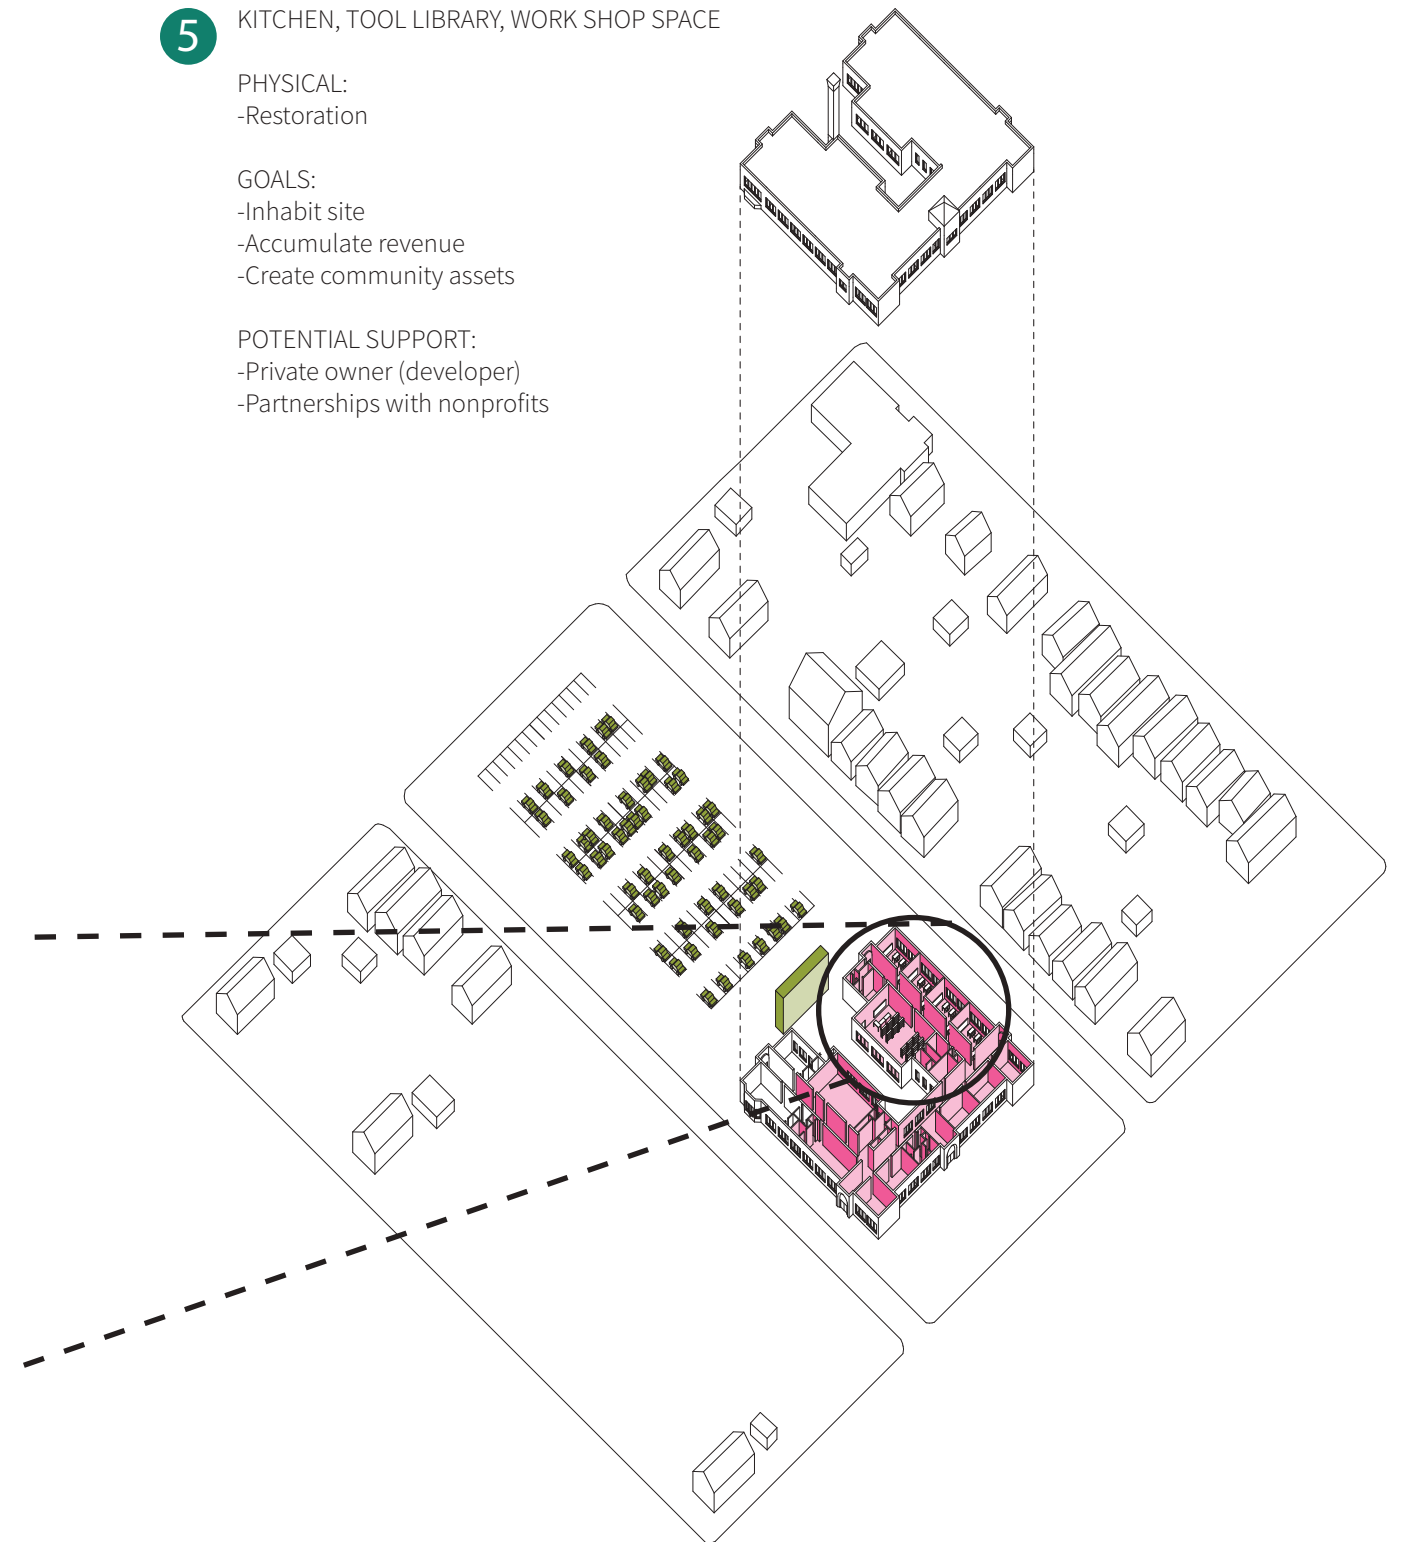 5
KITCHEN, TOOL LIBRARY, WORK SHOP SPACE
PHYSICAL:
-Restoration
GOALS:
-Inhabit site
-Accumulate revenue
-Create community assets
POTENTIAL SUPPORT:
-Private owner (developer)
-Partnerships with nonprofits